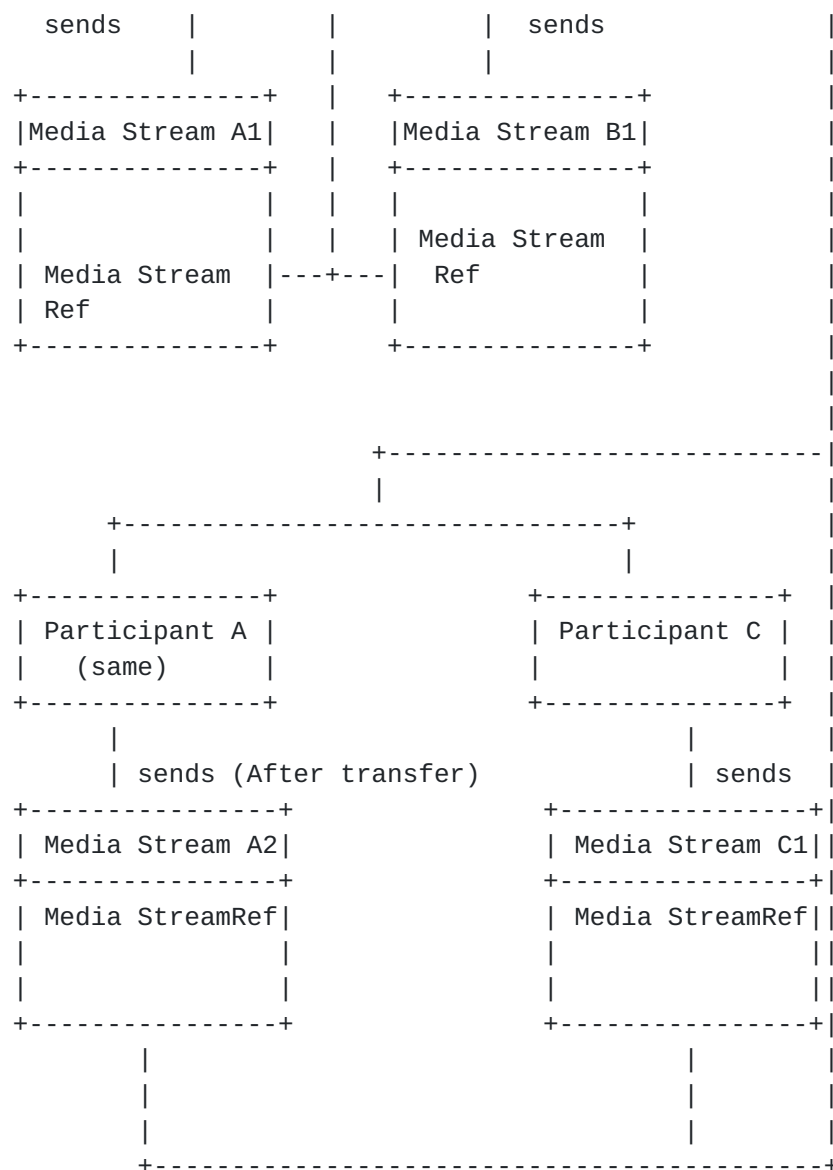 sends sends
Media Stream A1 Media Stream B1
Media Stream
Media Stream Ref
Ref
Participant A Participant C
(same)
sends (After transfer) sends
Media Stream A2 Media Stream C1
Media StreamRef Media StreamRef